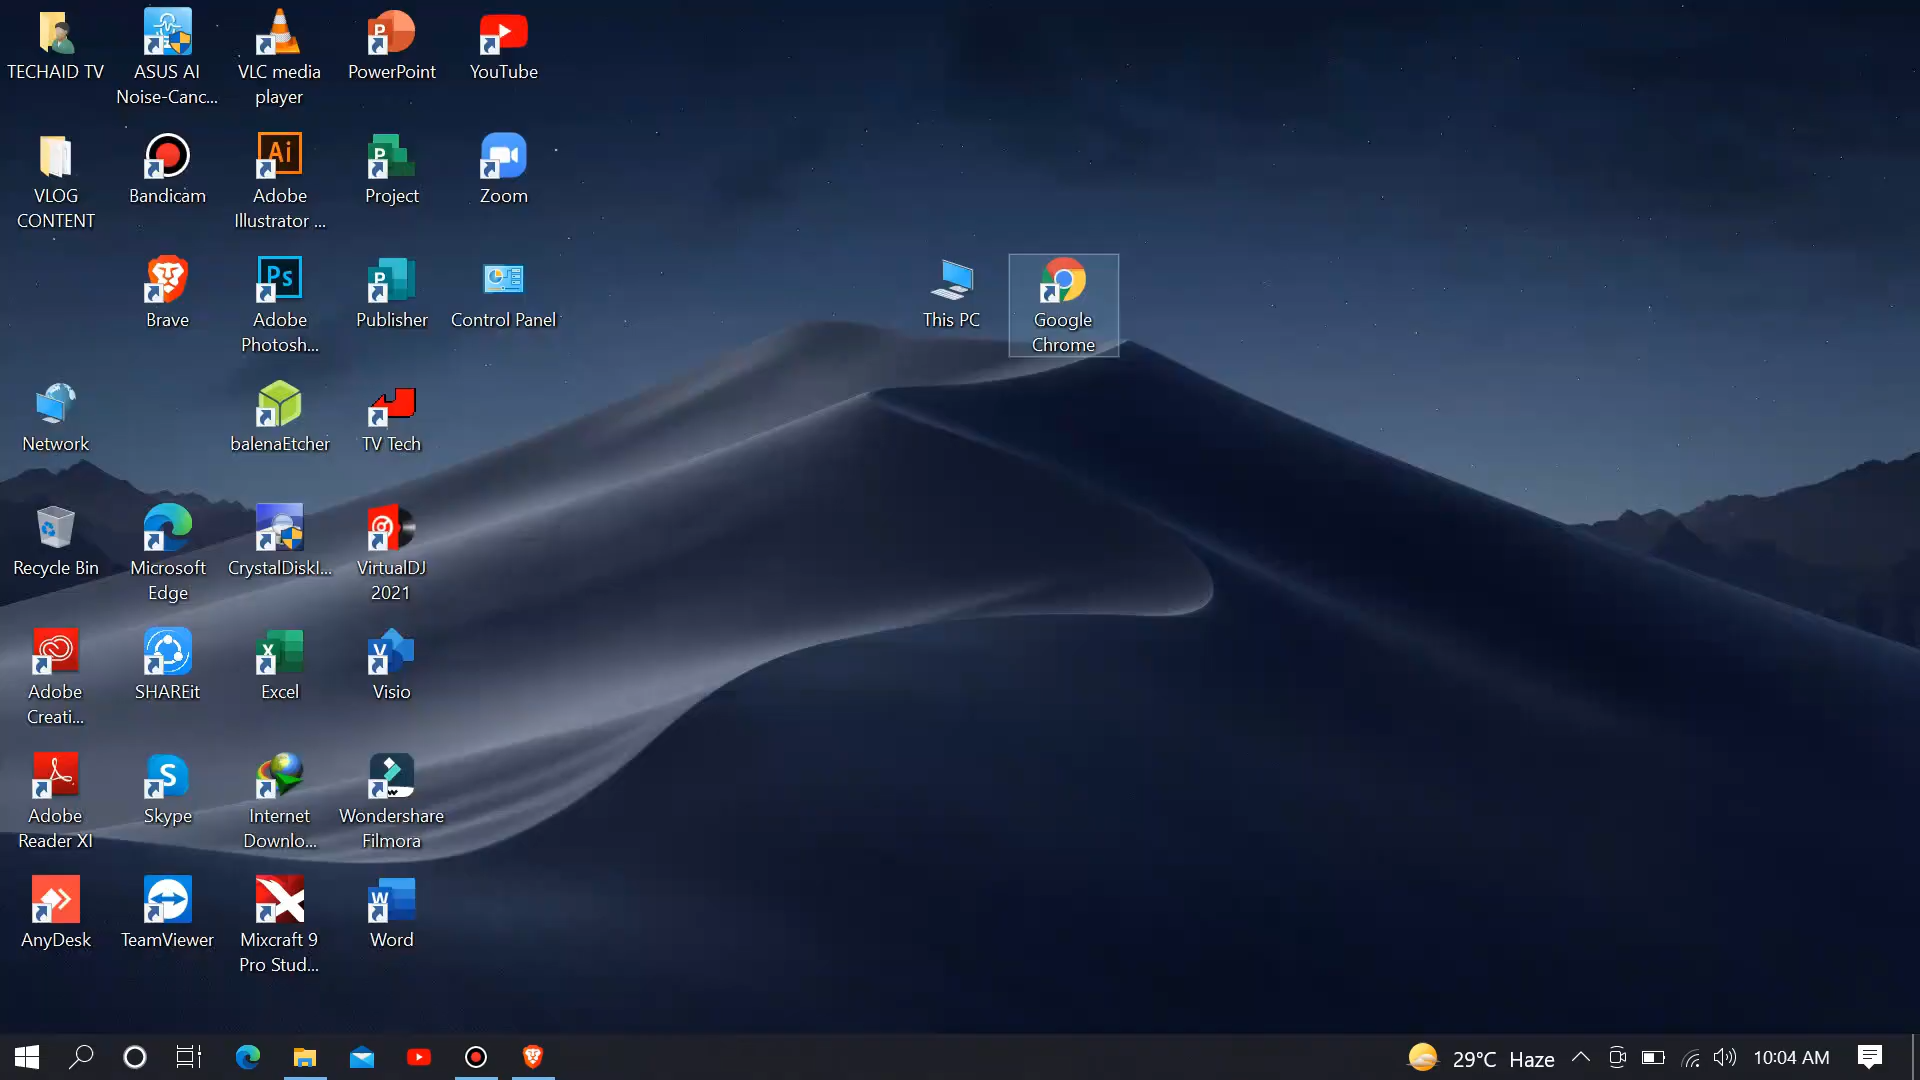 TECHAID TV
ASUS AI
Noise-Canc...
VLC media
player
PowerPoint
YouTube
VLOG
CONTENT
Bandicam
Ai
Adobe
Illustrator ...
P
Project
Zoom
Brave
Ps
Adobe
Photosh...
P
Publisher
Control Panel
This PC
Google
Chrome
Network
balenaEtcher
TV Tech
Recycle Bin
Microsoft
Edge
CrystalDiskI...
VirtualDJ
2021
Adobe
Creati...
SHAREit
X
Excel
V
Visio
Adobe
Reader XI
S
Skype
Internet
Downlo...
Wondershare
Filmora
AnyDesk
TeamViewer
Mixcraft 9
Pro Stud...
W
Word
29°C Haze
10:04 AM